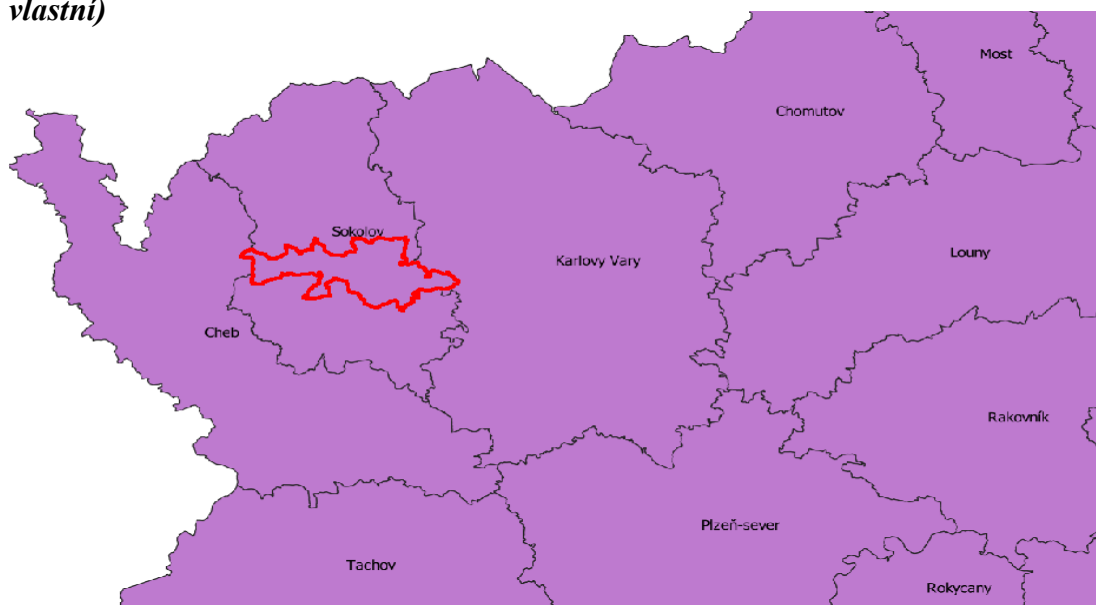 vlastní)
Most
Chomutov
Sokolov
Louny
Karlovy Vary
Cheb
Rakovník
Plzeň-sever
Tachov
Rokycany